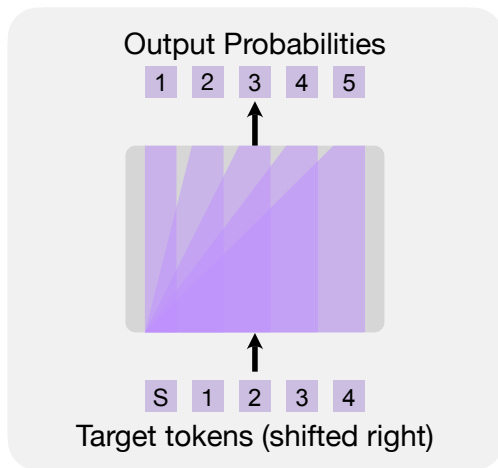 Output Probabilities
1 2 3 4 5
S 1 2 3 4
Target tokens (shifted right)